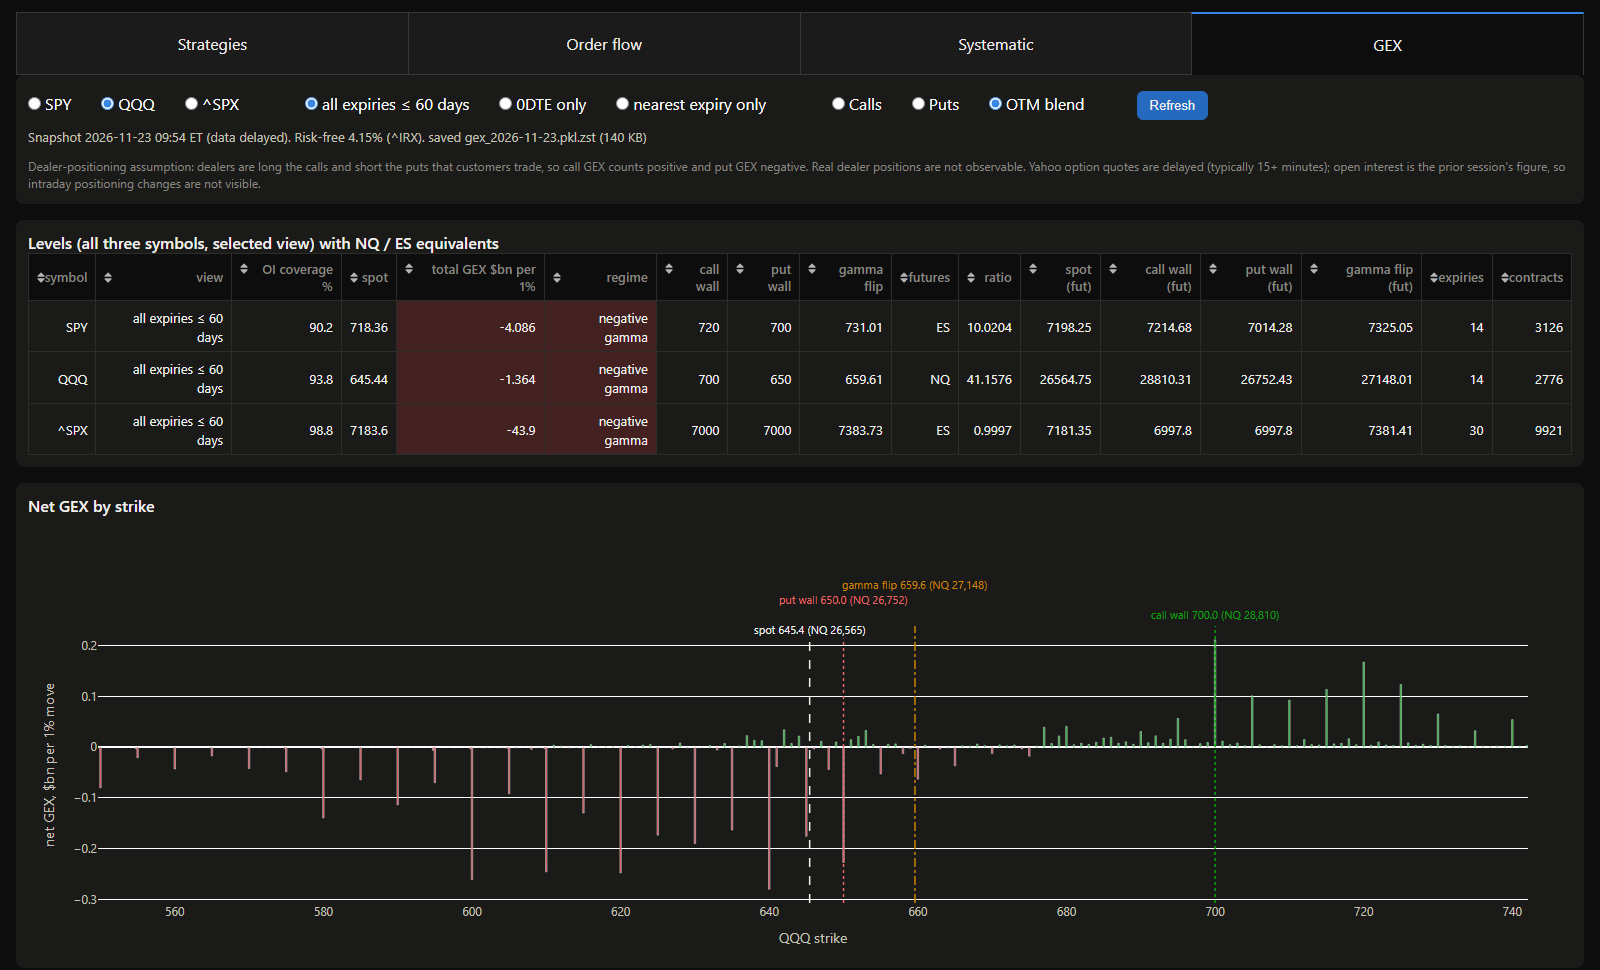 Strategies Order flow Systematic GEX
SPY QQQ ^SPX all expiries ≤ 60 days 0DTE only nearest expiry only Calls Puts OTM blend Refresh
Snapshot 2026-11-23 09:54 ET (data delayed). Risk-free 4.15% (^IRX). saved gex_2026-11-23.pkl.zst (140 KB)
Dealer-positioning assumption: dealers are long the calls and short the puts that customers trade, so call GEX counts positive and put GEX negative. Real dealer positions are not observable. Yahoo option quotes are delayed (typically 15+ minutes); open interest is the prior session's figure, so
intraday positioning changes are not visible.
Levels (all three symbols, selected view) with NQ / ES equivalents
symbol view OI coverage % spot total GEX $bn per 1% regime call wall put wall gamma flip futures ratio spot (fut) call wall (fut) put wall (fut) gamma flip (fut) expiries contracts
SPY all expiries ≤ 60 days 90.2 718.36 -4.086 negative gamma 720 700 731.01 ES 10.0204 7198.25 7214.68 7014.28 7325.05 14 3126
QQQ all expiries ≤ 60 days 93.8 645.44 -1.364 negative gamma 700 650 659.61 NQ 41.1576 26564.75 28810.31 26752.43 27148.01 14 2776
^SPX all expiries ≤ 60 days 98.8 7183.6 -43.9 negative gamma 7000 7000 7383.73 ES 0.9997 7181.35 6997.8 6997.8 7381.41 30 9921
Net GEX by strike
gamma flip 659.6 (NQ 27,148)
put wall 650.0 (NQ 26,752)
call wall 700.0 (NQ 28,810)
spot 645.4 (NQ 26,565)
0.2
0.1
0
−0.1
−0.2
−0.3
net GEX, $bn per 1% move
560 580 600 620 640 660 680 700 720 740
QQQ strike